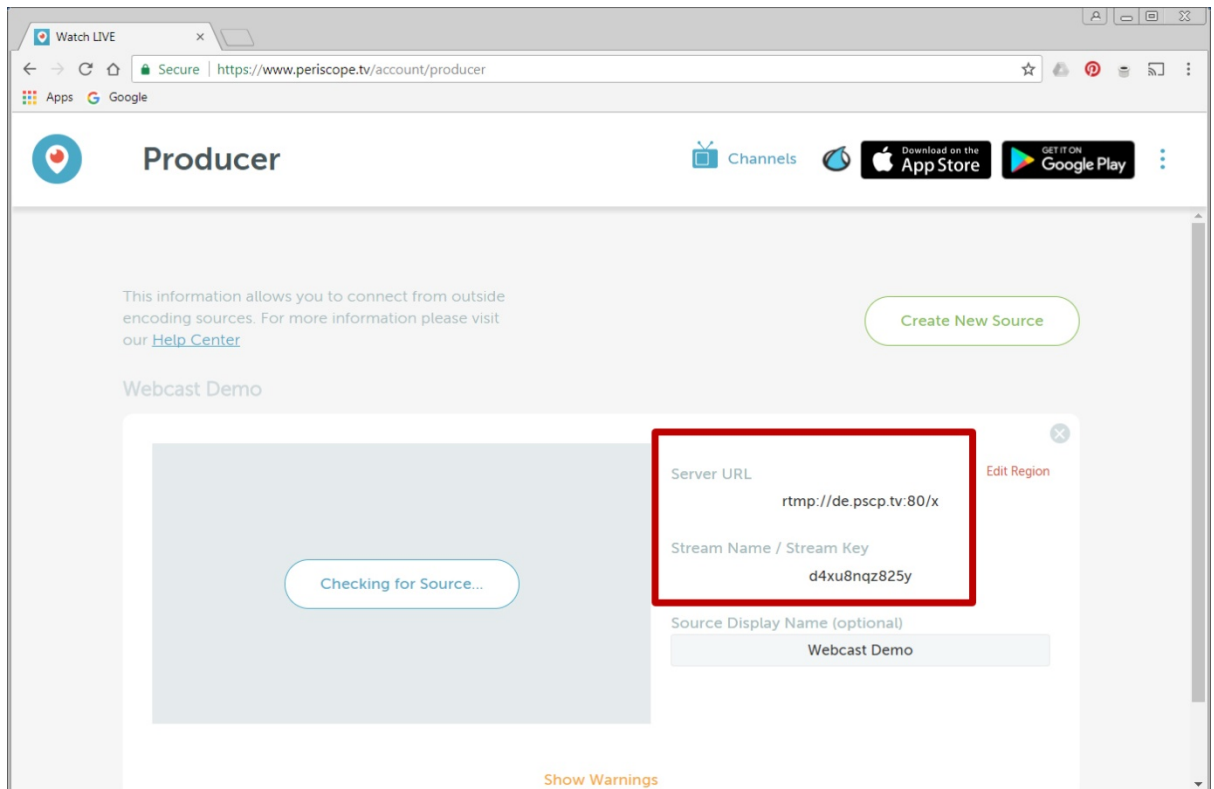 Watch LIVE
Secure | https://www.periscope.tv/account/producer
Apps Google
Producer
Channels
Download on the
App Store
GET IT ON
Google Play
This information allows you to connect from outside
encoding sources. For more information please visit
our Help Center
Create New Source
Webcast Demo
Server URL
Edit Region
rtmp://de.pscp.tv:80/x
Stream Name / Stream Key
d4xu8nqz825y
Checking for Source...
Source Display Name (optional)
Webcast Demo
Show Warnings